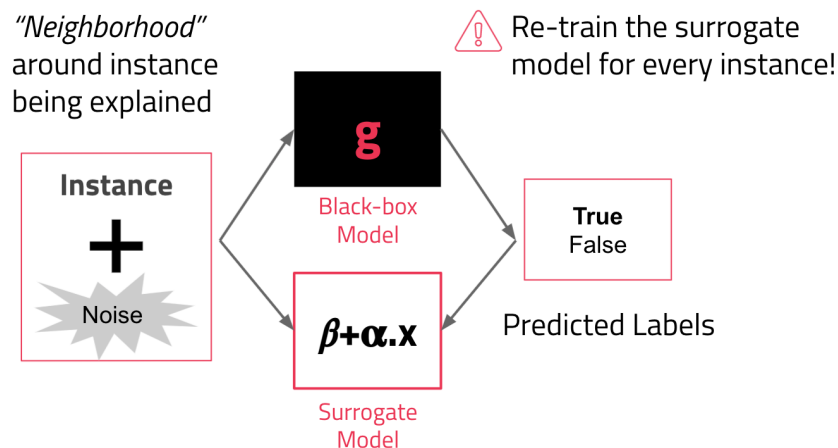 “Neighborhood”
around instance
being explained
Re-train the surrogate
model for every instance!
Instance
+
Noise
g
Black-box
Model
β+α.x
Surrogate
Model
True
False
Predicted Labels